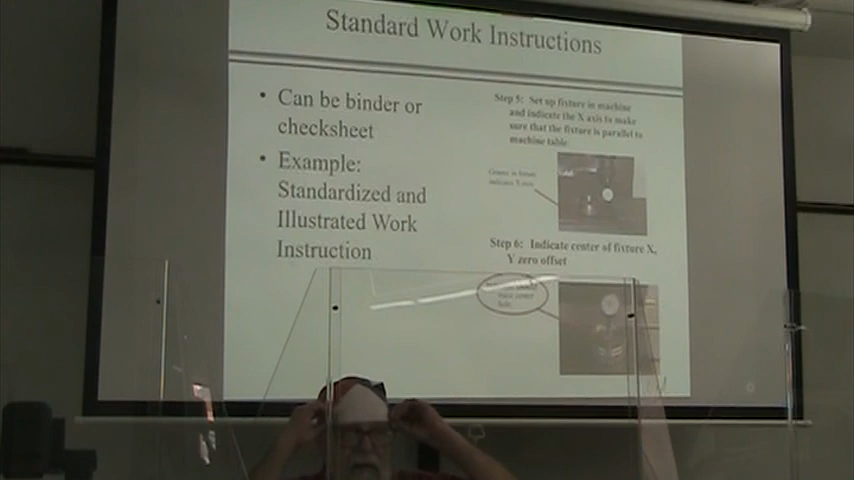 Standard Work Instructions
• Can be binder or
checksheet
• Example:
Standardized and
Illustrated Work
Instruction
Step 5: Set up fixture in machine
and indicate the X axis to make
sure that the fixture is parallel to
machine table
Step 6: Indicate center of fixture X,
Y zero offset